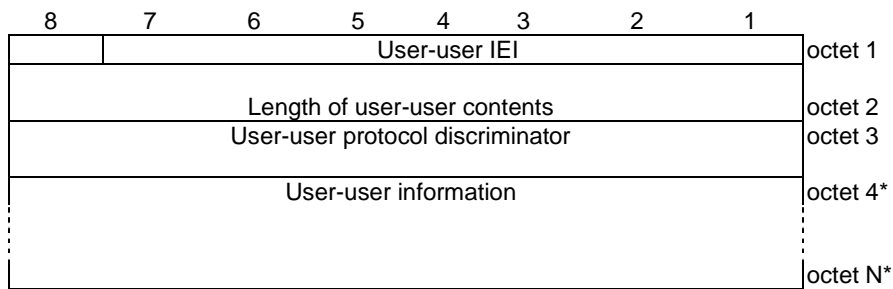 8 7 6 5 4 3 2 1
User-user IEI octet 1
Length of user-user contents octet 2
User-user protocol discriminator octet 3
User-user information octet 4*
octet N*